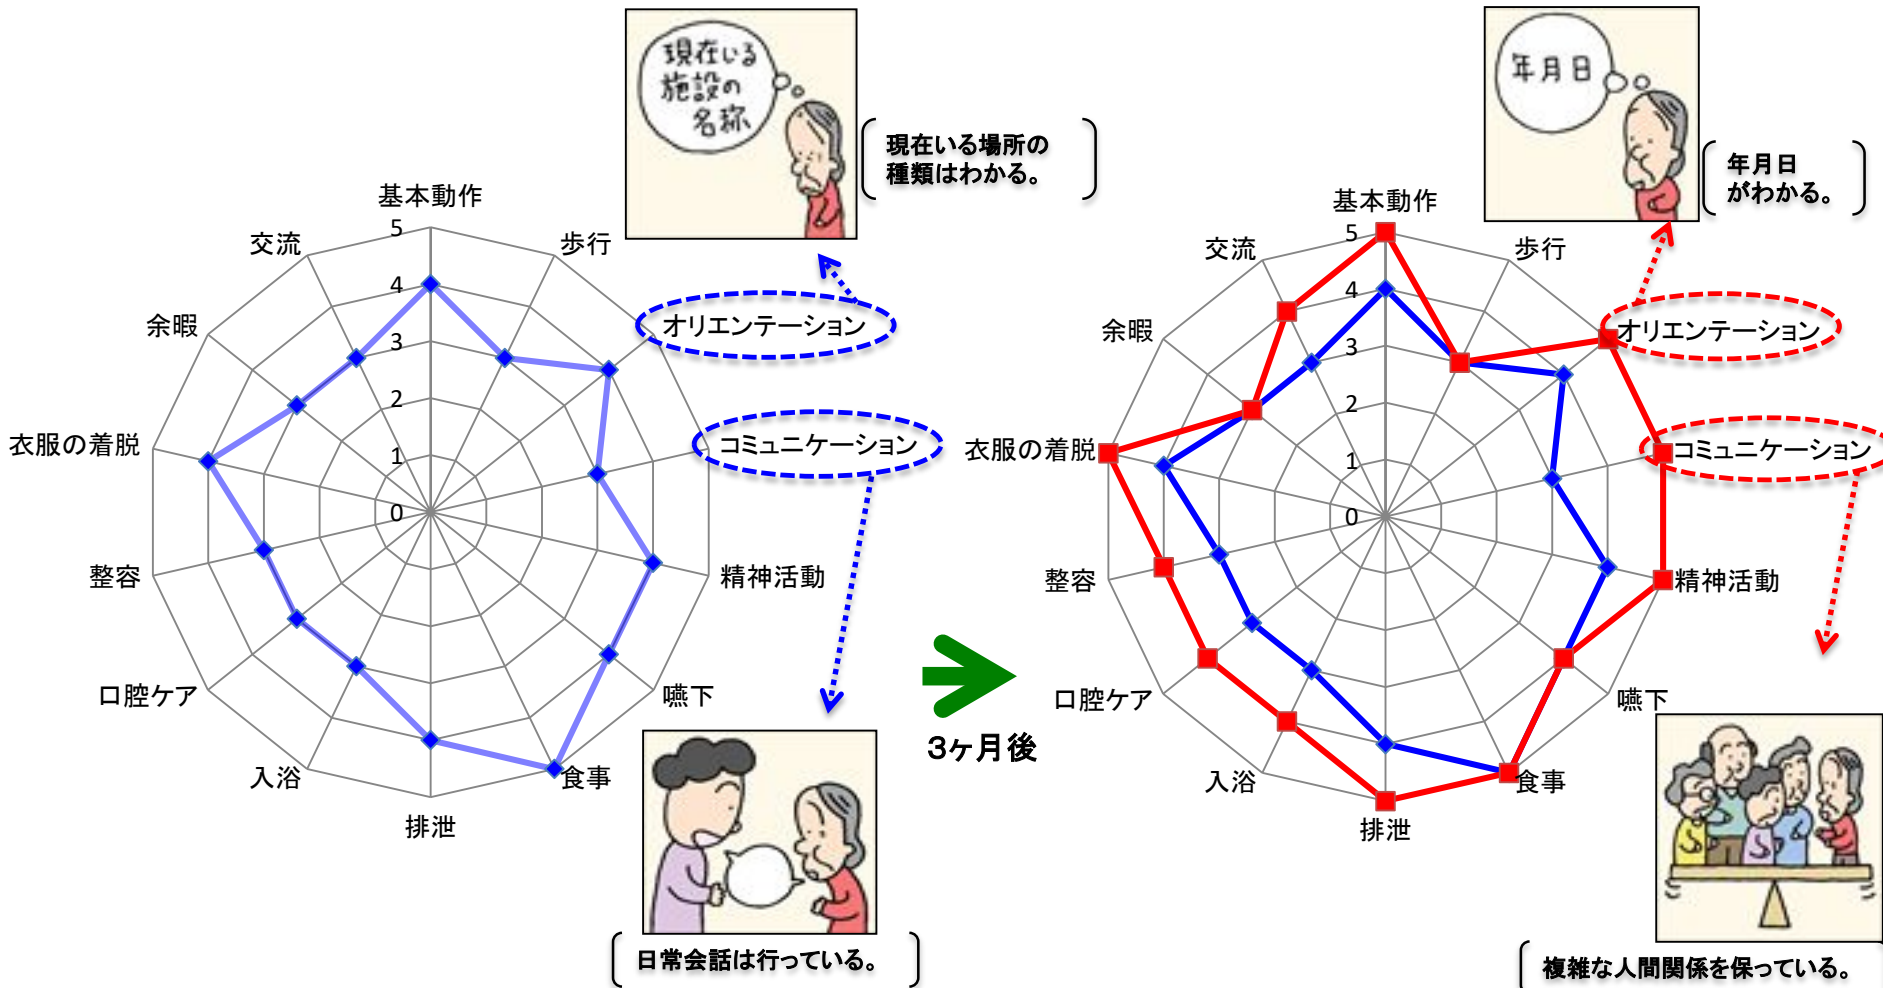 現在いる
施設の
名称
現在いる場所の
種類はわかる。
基本動作
歩行
オリエンテーション
コミュニケーション
精神活動
嚥下
食事
排泄
入浴
口腔ケア
整容
衣服の着脱
余暇
交流
5
4
3
2
1
0
日常会話は行っている。
3ヶ月後
年月日
年月日
がわかる。
基本動作
歩行
オリエンテーション
コミュニケーション
精神活動
嚥下
食事
排泄
入浴
口腔ケア
整容
衣服の着脱
余暇
交流
5
4
3
2
1
0
複雑な人間関係を保っている。